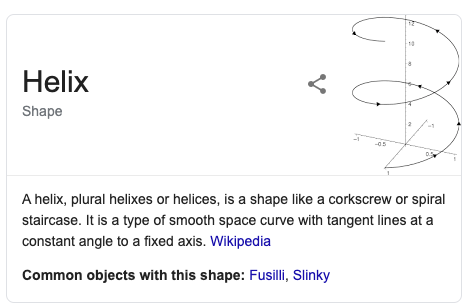 Helix
Shape
12
10
8
6
4
2
-1
-0.5
-1
0.5
1
1
A helix, plural helixes or helices, is a shape like a corkscrew or spiral
staircase. It is a type of smooth space curve with tangent lines at a
constant angle to a fixed axis. Wikipedia
Common objects with this shape: Fusilli, Slinky